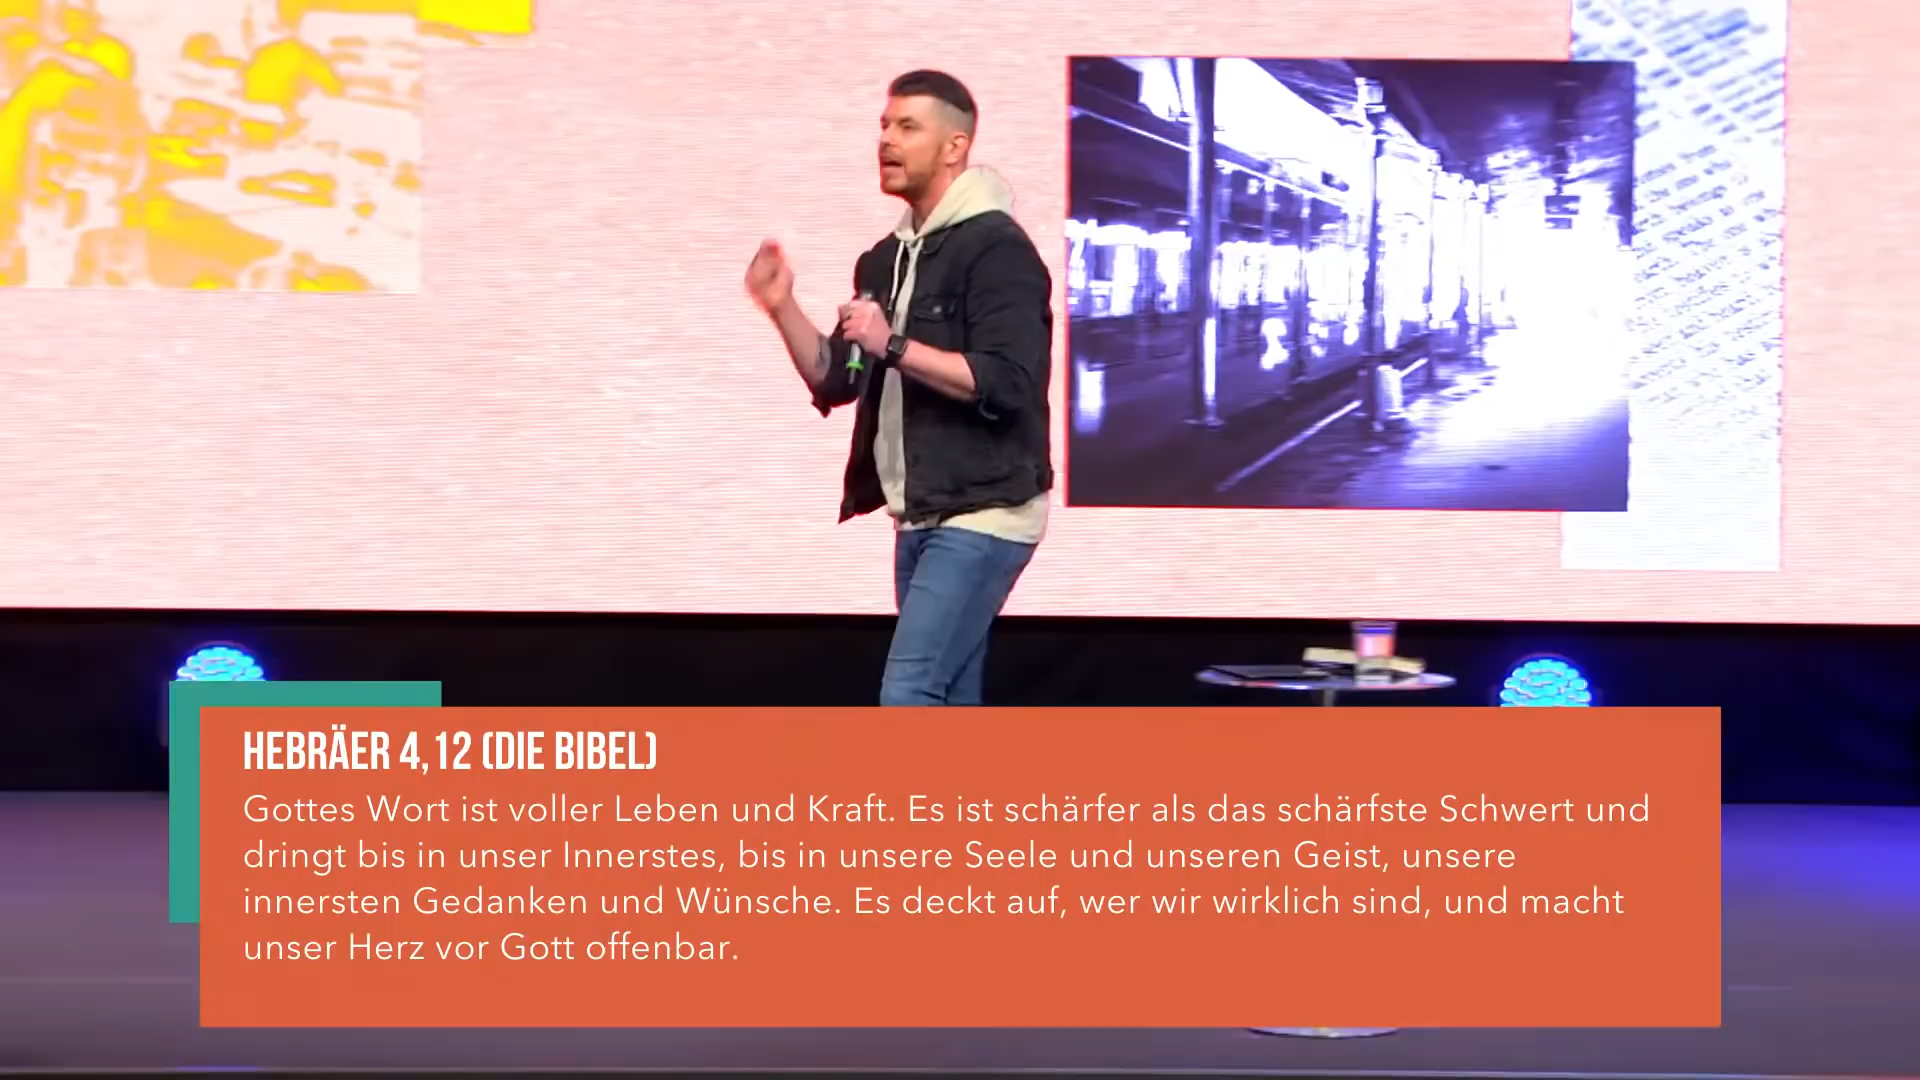 HEBRÄER 4,12 (DIE BIBEL)
Gottes Wort ist voller Leben und Kraft. Es ist schärfer als das schärfste Schwert und
dringt bis in unser Innerstes, bis in unsere Seele und unseren Geist, unsere
innersten Gedanken und Wünsche. Es deckt auf, wer wir wirklich sind, und macht
unser Herz vor Gott offenbar.